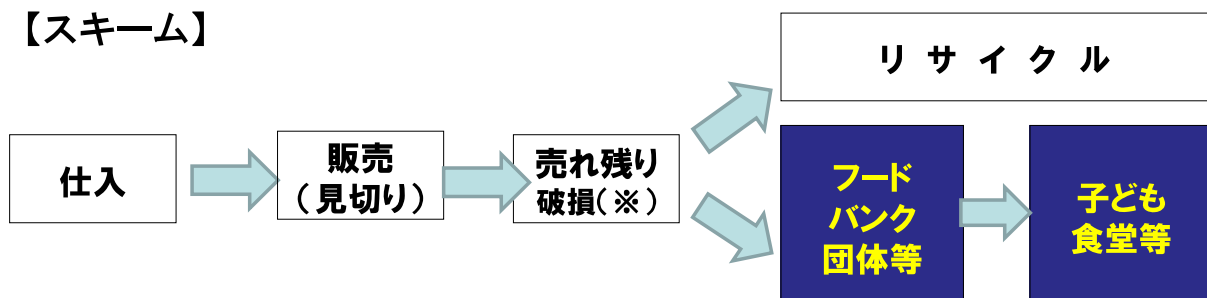 【スキーム】
リサイクル
仕入
販売
（見切り）
売れ残り
破損（※）
フード
バンク
団体等
子ども
食堂等